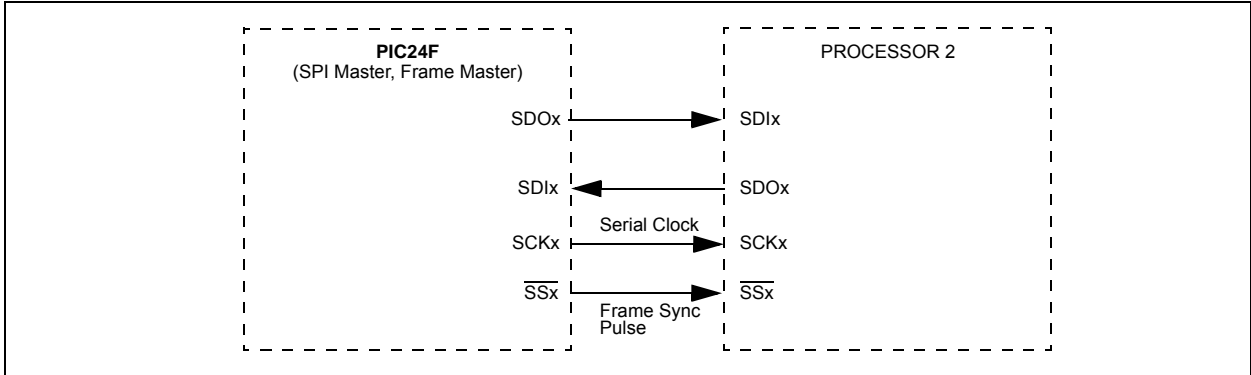 PIC24F
(SPI Master, Frame Master)
PROCESSOR 2
SDOx
SDIx
SDIx
SDOx
Serial Clock
SCKx
SCKx
SSx
SSx
Frame Sync
Pulse